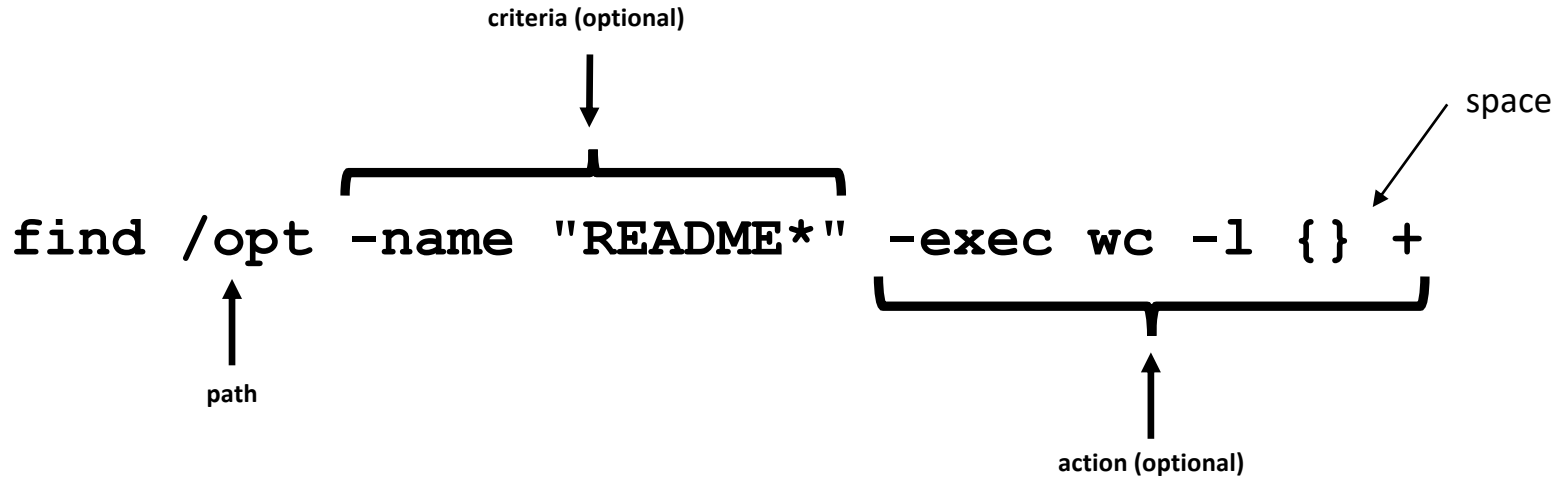 criteria (optional)
space
find /opt -name "README*" -exec wc -l {} +
path
action (optional)